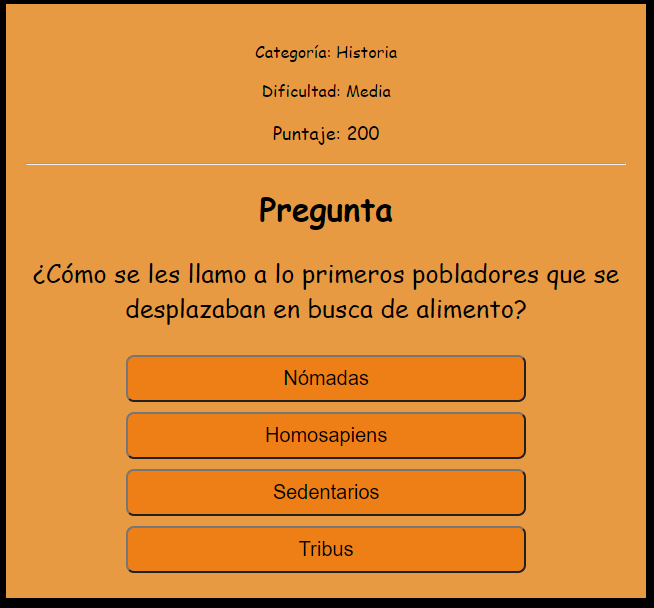 Categoría: Historia
Dificultad: Media
Puntaje: 200
Pregunta
¿Cómo se les llamo a lo primeros pobladores que se
desplazaban en busca de alimento?
Nómadas
Homosapiens
Sedentarios
Tribus